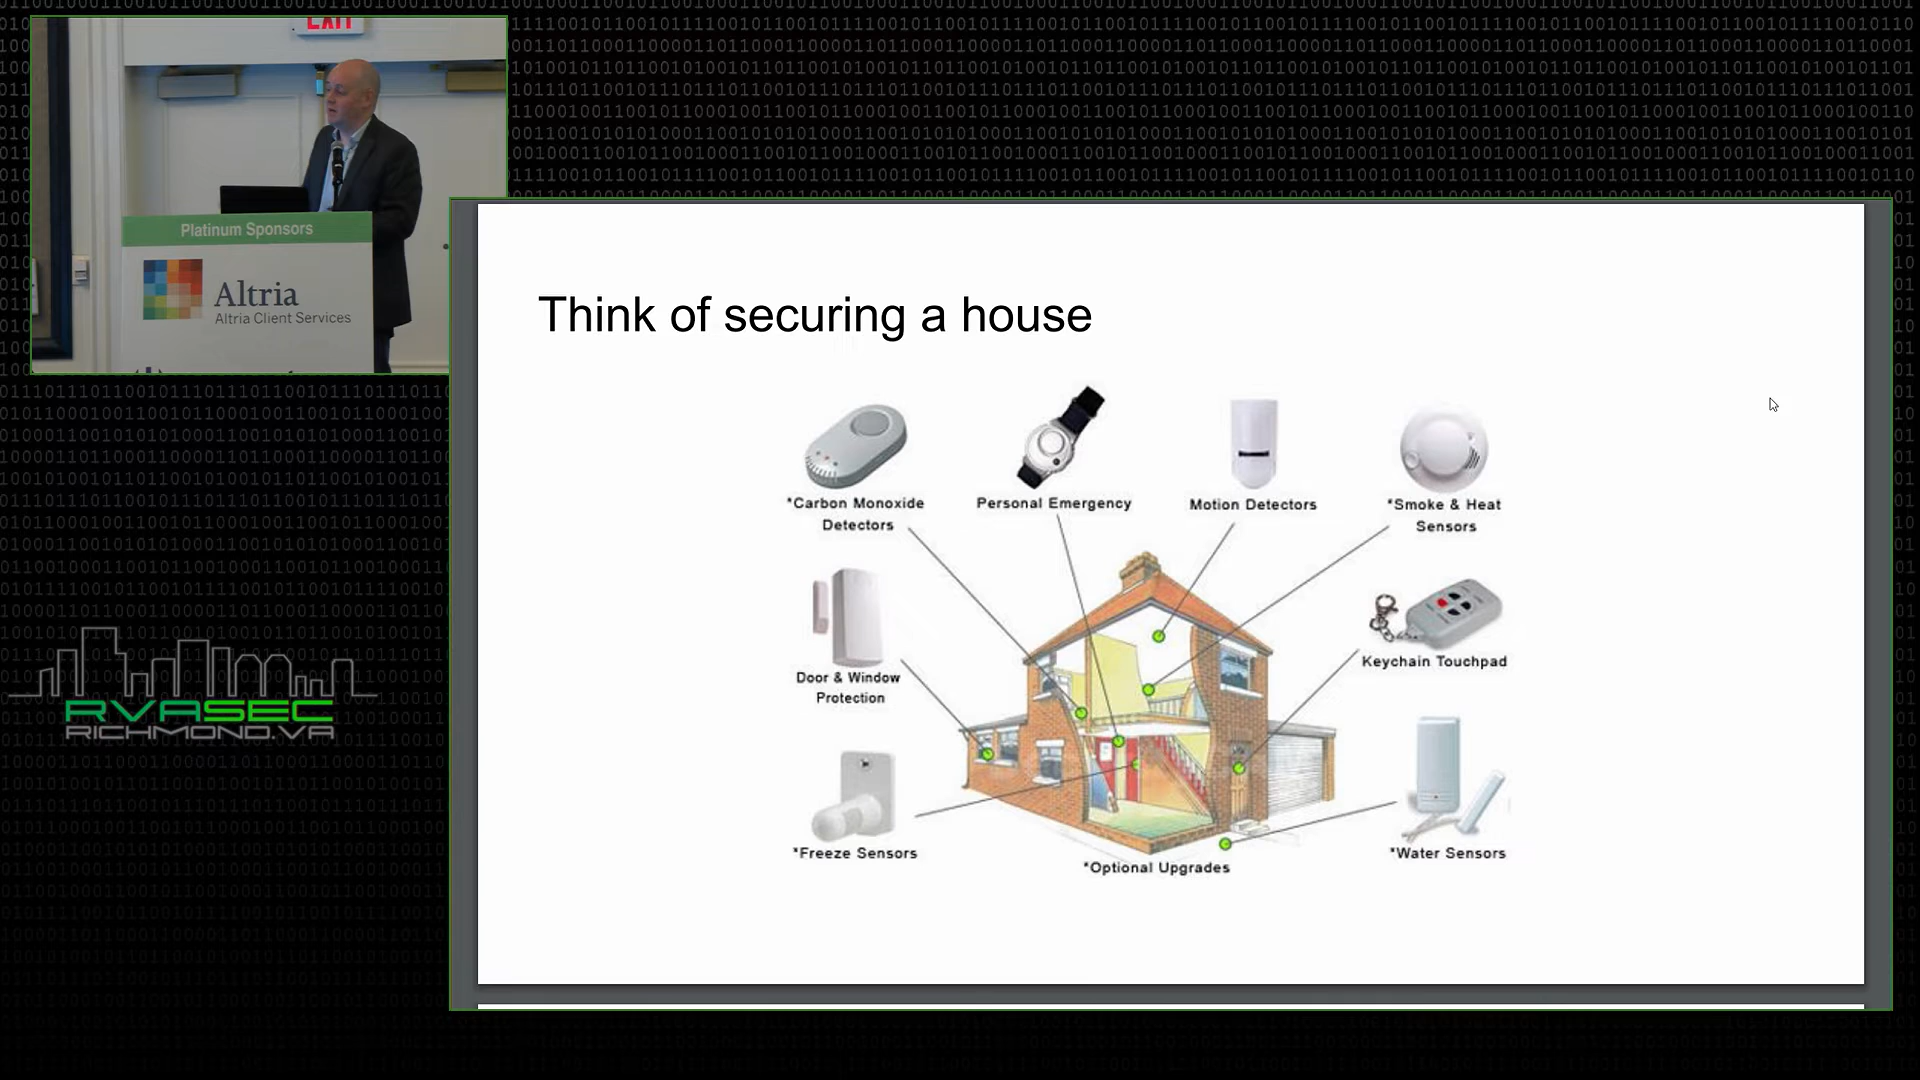 EXIT
Platinum Sponsors
Altria
Altria Client Services
Think of securing a house
*Carbon Monoxide
Detectors
Personal Emergency
Motion Detectors
*Smoke & Heat
Sensors
Door & Window
Protection
Keychain Touchpad
*Freeze Sensors
*Optional Upgrades
*Water Sensors
RVASEC
RICHMOND.VA